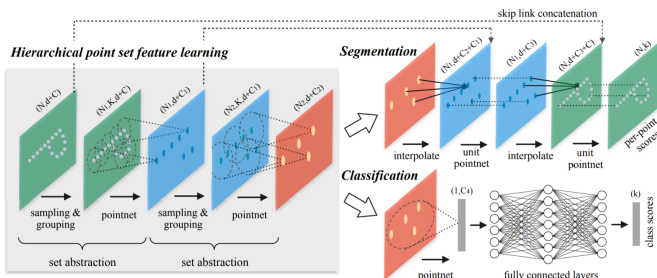 skip link concatenation
Hierarchical point set feature learning
Segmentation
(N,d+C)
(N1,K,d+C)
(N1,d+C1)
(N2,K,d+C1)
(N2,d+C2)
(N1,d+C2+C1)
(N1,d+C3)
(N,d+C3+C)
(N,k)
per-point
scores
sampling &
grouping
pointnet
sampling &
grouping
pointnet
set abstraction
set abstraction
interpolate
unit
pointnet
interpolate
unit
pointnet
Classification
(1,C4)
(k)
class scores
pointnet
fully connected layers